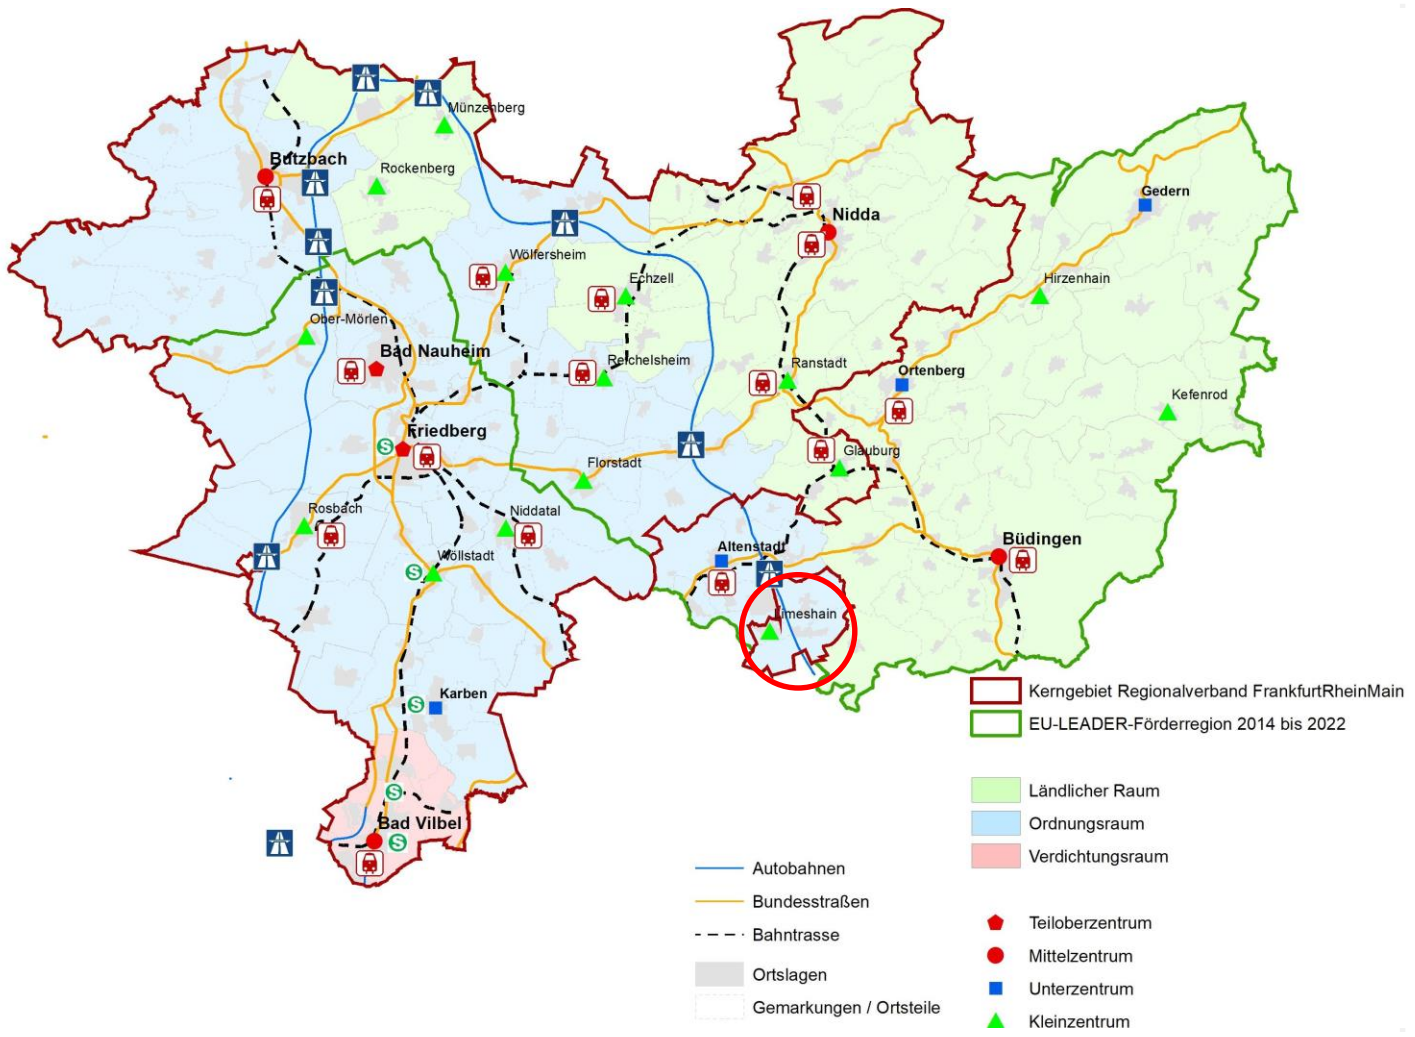 Münzenberg
Butzbach
Rockenberg
Gedern
Nidda
Wölfersheim
Echzell
Hirzenhain
Ober-Mörlen
Bad Nauheim
Reichelsheim
Ranstadt
Ortenberg
Kefenrod
Friedberg
S
Glauburg
Florstadt
Rosbach
Niddatal
Altenstadt
Büdingen
Wöllstadt
S
Limeshain
Karben
S
S
Bad Vilbel
S
Kerngebiet Regionalverband FrankfurtRheinMain
EU-LEADER-Förderregion 2014 bis 2022
Ländlicher Raum
Ordnungsraum
Verdichtungsraum
Autobahnen
Bundesstraßen
Bahntrasse
Ortslagen
Gemarkungen / Ortsteile
Teiloberzentrum
Mittelzentrum
Unterzentrum
Kleinzentrum